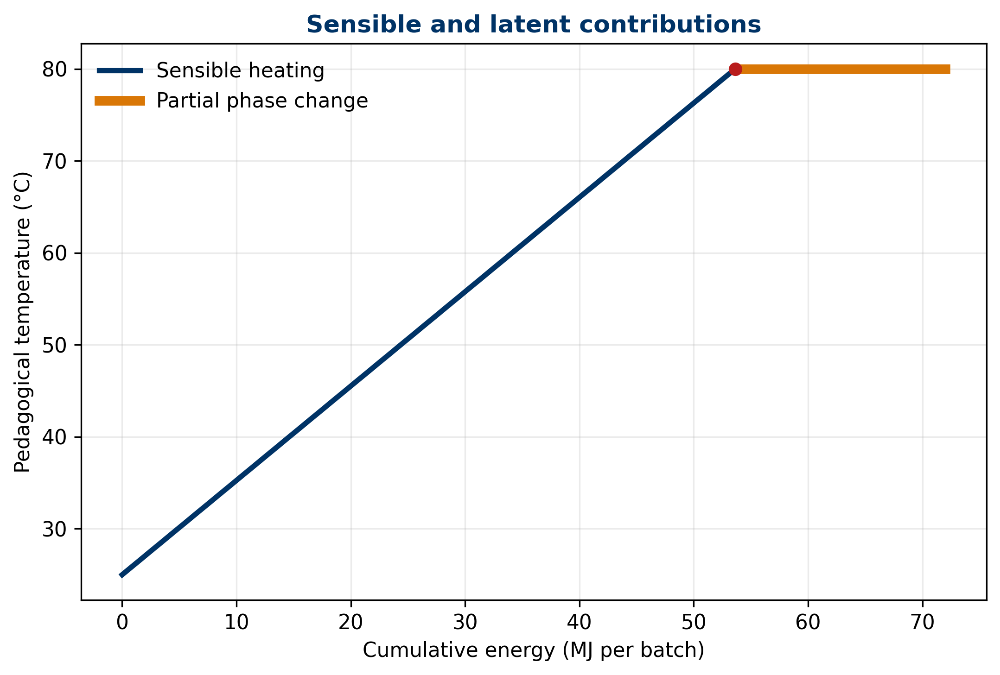 Sensible and latent contributions
Sensible heating
Partial phase change
Pedagogical temperature (°C)
80
70
60
50
40
30
0 10 20 30 40 50 60 70
Cumulative energy (MJ per batch)